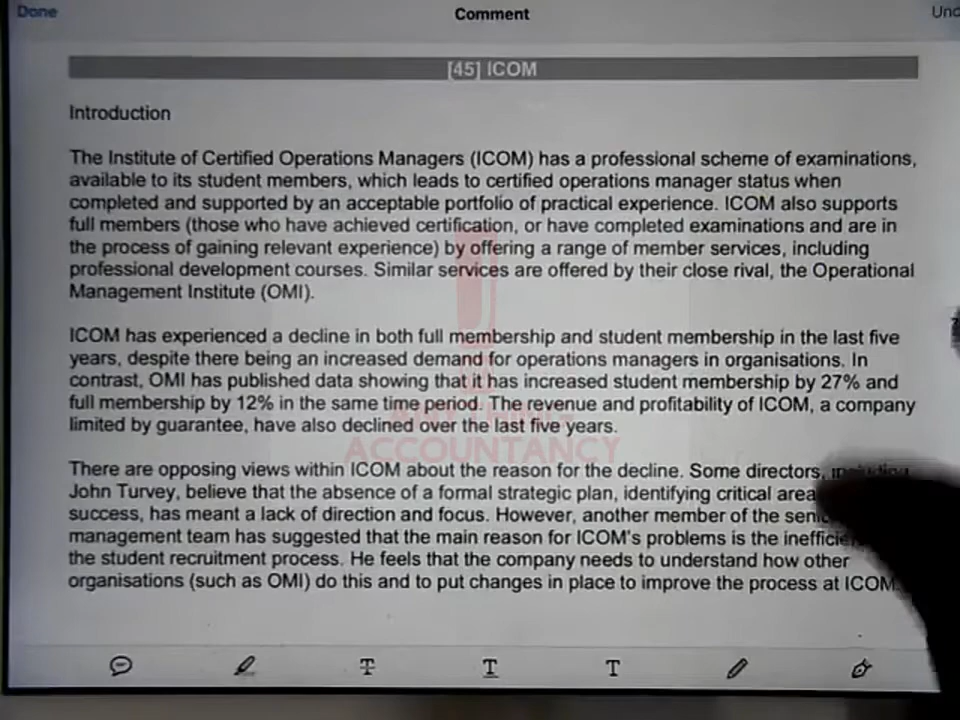 Done
Comment
Und
[45] ICOM
Introduction
The Institute of Certified Operations Managers (ICOM) has a professional scheme of examinations,
available to its student members, which leads to certified operations manager status when
completed and supported by an acceptable portfolio of practical experience. ICOM also supports
full members (those who have achieved certification, or have completed examinations and are in
the process of gaining relevant experience) by offering a range of member services, including
professional development courses. Similar services are offered by their close rival, the Operational
Management Institute (OMI).
ICOM has experienced a decline in both full membership and student membership in the last five
years, despite there being an increased demand for operations managers in organisations. In
contrast, OMI has published data showing that it has increased student membership by 27% and
full membership by 12% in the same time period. The revenue and profitability of ICOM, a company
limited by guarantee, have also declined over the last five years.
ACCOUNTANCY
There are opposing views within ICOM about the reason for the decline. Some directors,
John Turvey, believe that the absence of a formal strategic plan, identifying critical
success, has meant a lack of direction and focus. However, another member of the
management team has suggested that the main reason for ICOM's problems is the
the student recruitment process. He feels that the company needs to understand how other
organisations (such as OMI) do this and to put changes in place to improve the process at ICOM